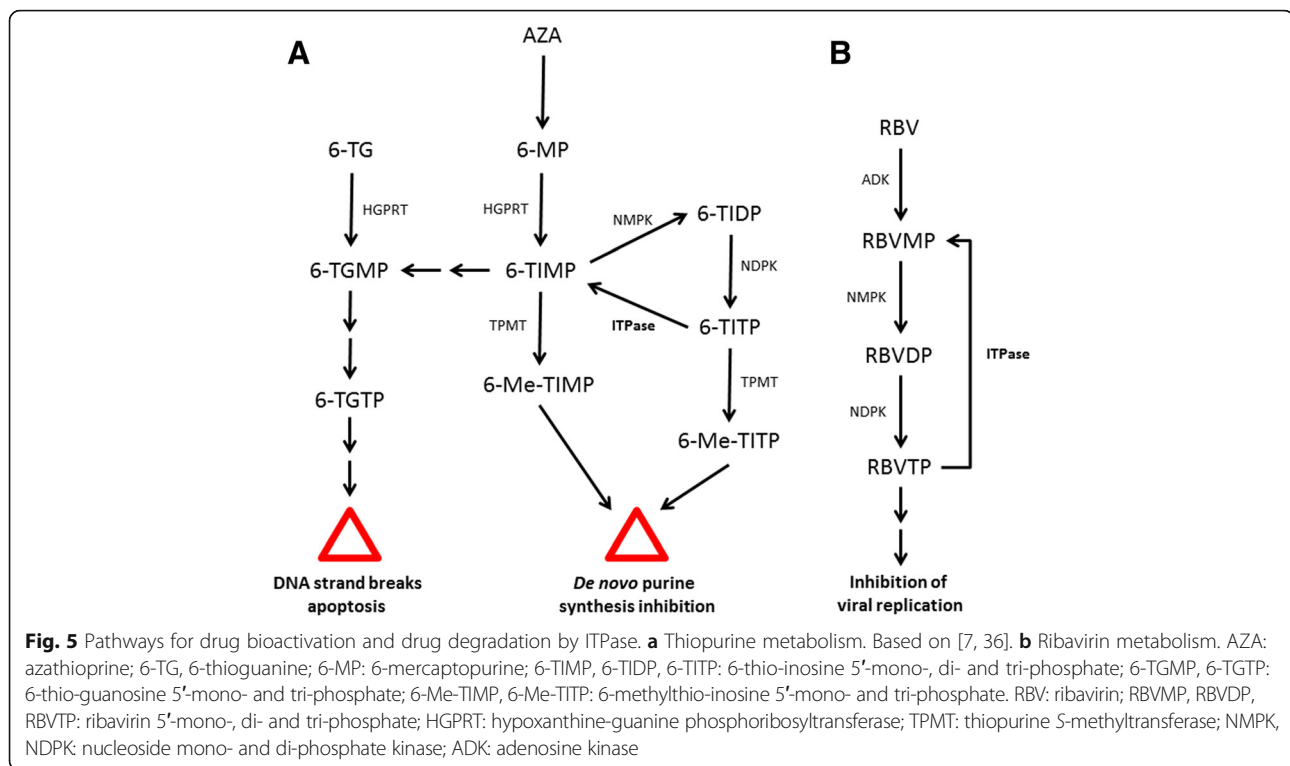 A
AZA
B
6-TG
6-MP
RBV
HGPRT
HGPRT
NMPK
6-TIDP
ADK
6-TGMP
6-TIMP
NDPK
RBVMP
TPMT
ITPase
6-TITP
NMPK
6-Me-TIMP
TPMT
RBVDP
ITPase
6-TGTP
6-Me-TITP
NDPK
RBVTP
DNA strand breaks
apoptosis
De novo purine
synthesis inhibition
Inhibition of
viral replication
Fig. 5 Pathways for drug bioactivation and drug degradation by ITPase. a Thiopurine metabolism. Based on [7, 36]. b Ribavirin metabolism. AZA:
azathioprine; 6-TG, 6-thioguanine; 6-MP: 6-mercaptopurine; 6-TIMP, 6-TIDP, 6-TITP: 6-thio-inosine 5′-mono-, di- and tri-phosphate; 6-TGMP, 6-TGTP:
6-thio-guanosine 5′-mono- and tri-phosphate; 6-Me-TIMP, 6-Me-TITP: 6-methylthio-inosine 5′-mono- and tri-phosphate. RBV: ribavirin; RBVMP, RBVDP,
RBVTP: ribavirin 5′-mono-, di- and tri-phosphate; HGPRT: hypoxanthine-guanine phosphoribosyltransferase; TPMT: thiopurine S-methyltransferase; NMPK,
NDPK: nucleoside mono- and di-phosphate kinase; ADK: adenosine kinase